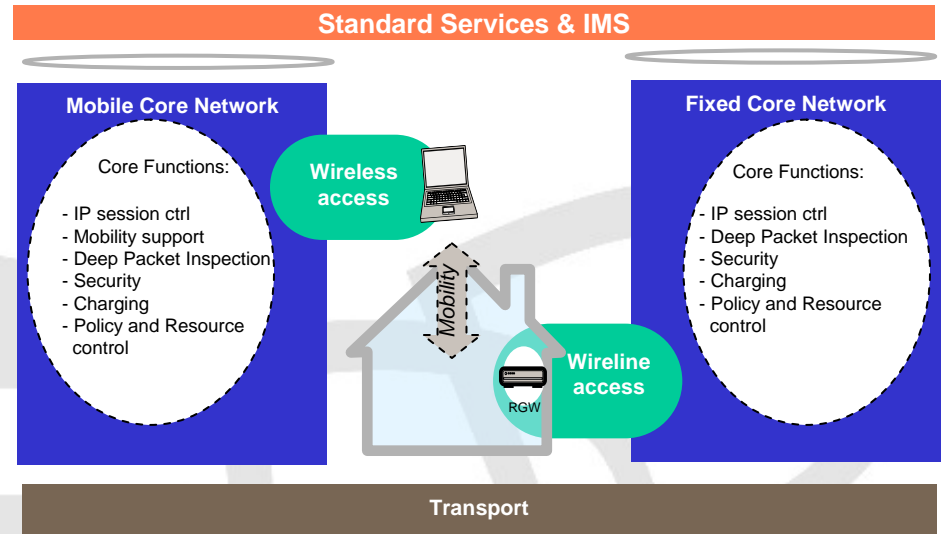 Standard Services & IMS
Mobile Core Network
Core Functions:
- IP session ctrl
- Mobility support
- Deep Packet Inspection
- Security
- Charging
- Policy and Resource
control
Wireless
access
Mobility
RGW
Wireline
access
Fixed Core Network
Core Functions:
- IP session ctrl
- Deep Packet Inspection
- Security
- Charging
- Policy and Resource
control
Transport